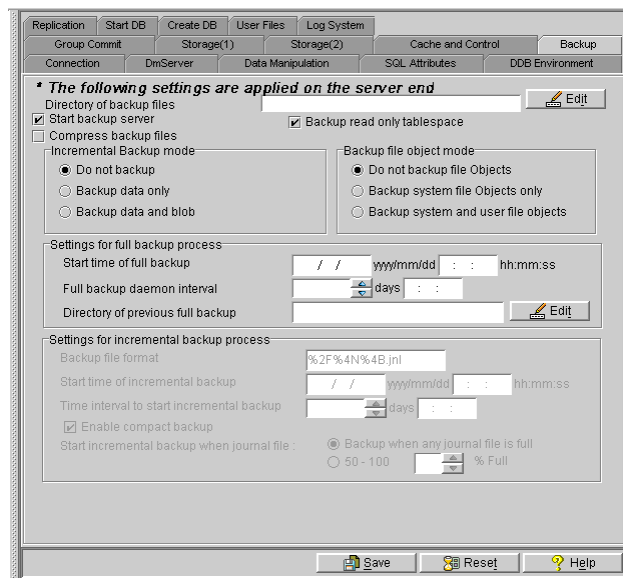 Replication Start DB Create DB User Files Log System
Group Commit Storage(1) Storage(2) Cache and Control Backup
Connection DmServer Data Manipulation SQL Attributes DDB Environment
* The following settings are applied on the server end
Directory of backup files Edit
Start backup server Backup read only tablespace
Compress backup files
Incremental Backup mode Backup file object mode
Do not backup Do not backup file Objects
Backup data only Backup system file Objects only
Backup data and blob Backup system and user file objects
Settings for full backup process
Start time of full backup / / yyyy/mm/dd : : hh:mm:ss
Full backup daemon interval days : :
Directory of previous full backup Edit
Settings for incremental backup process
Backup file format %2F%4N%4B.jnl
Start time of incremental backup / / yyyy/mm/dd : : hh:mm:ss
Time interval to start incremental backup days : :
Enable compact backup
Start incremental backup when journal file : Backup when any journal file is full
50 - 100 % Full
Save Reset Help